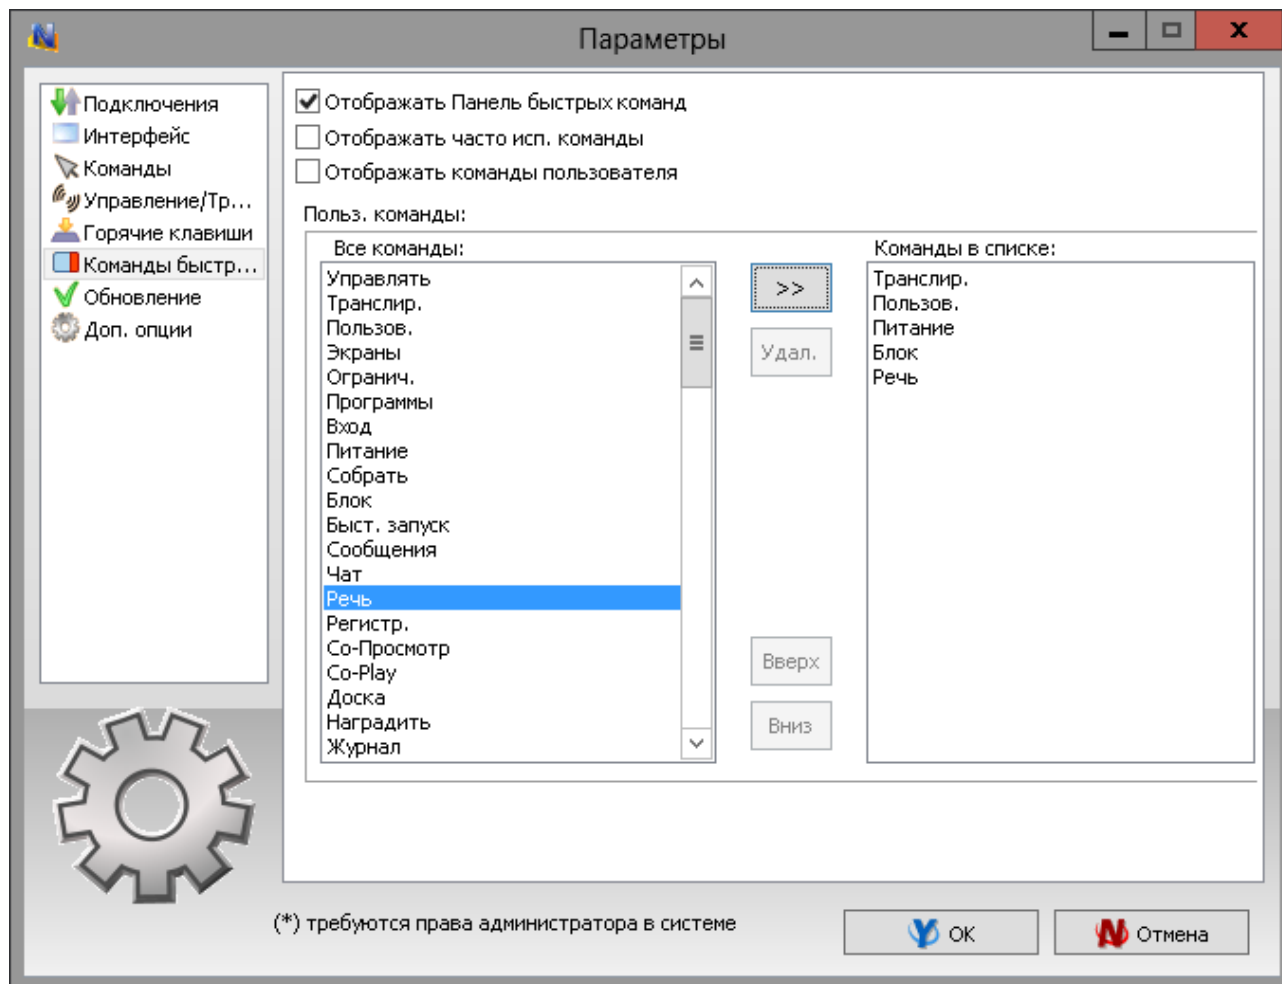 Параметры
Подключения
Интерфейс
Команды
Управление/Тр...
Горячие клавиши
Команды быстр...
Обновление
Доп. опции
Отображать Панель быстрых команд
Отображать часто исп. команды
Отображать команды пользователя
Польз. команды:
Все команды:
Управлять
Транслир.
Пользов.
Экраны
Огранич.
Программы
Вход
Питание
Собрать
Блок
Быст. запуск
Сообщения
Чат
Речь
Регистр.
Со-Просмотр
Co-Play
Доска
Наградить
Журнал
>>
Удал.
Вверх
Вниз
Команды в списке:
Транслир.
Пользов.
Питание
Блок
Речь
(*) требуются права администратора в системе
OK
Отмена